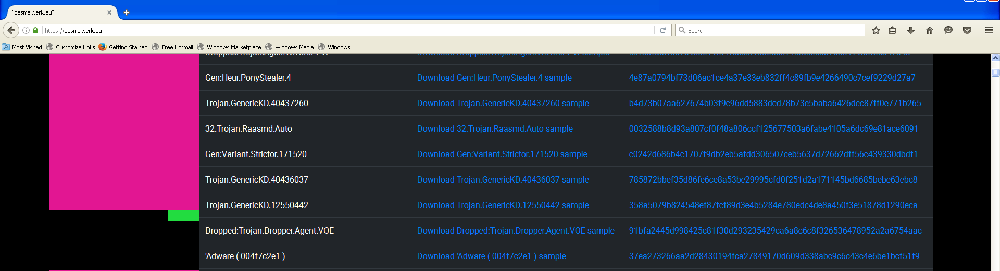 "dasmalwerk.eu"
https://dasmalwerk.eu
Search
Most Visited Customize Links Getting Started Free Hotmail Windows Marketplace Windows Media Windows
Gen:Heur.PonyStealer.4 Download Gen:Heur.PonyStealer.4 sample 4e87a0794bf73d06ac1ce4a37e33eb832ff4c89fb9e4266490c7cef9229d27a7
Trojan.GenericKD.40437260 Download Trojan.GenericKD.40437260 sample b4d73b07aa627674b03f9c96dd5883dcd78b73e5baba6426dcc87ff0e771b265
32.Trojan.Raasmd.Auto Download 32.Trojan.Raasmd.Auto sample 0032588b8d93a807cf0f48a806ccf125677503a6fabe4105a6dc69e81ace6091
Gen:Variant.Strictor.171520 Download Gen:Variant.Strictor.171520 sample c0242d686b4c1707f9db2eb5afdd306507ceb5637d72662dff56c439330dbdf1
Trojan.GenericKD.40436037 Download Trojan.GenericKD.40436037 sample 785872bbef35d86fe6ce8a53be29995cfd0f251d2a171145bd6685bebe63ebc8
Trojan.GenericKD.12550442 Download Trojan.GenericKD.12550442 sample 358a5079b824548ef87fcf89d3e4b5284e780edc4de8a450f3e51878d1290eca
Dropped:Trojan.Dropper.Agent.VOE Download Dropped:Trojan.Dropper.Agent.VOE sample 91bfa2445d998425c81f30d293235429ca6a8c6c8f326536478952a2a6754aac
'Adware ( 004f7c2e1 ) Download 'Adware ( 004f7c2e1 ) sample 37ea273266aa2d28430194fca27849170d609d338abc9c6c43c4e6be1bcf51f9